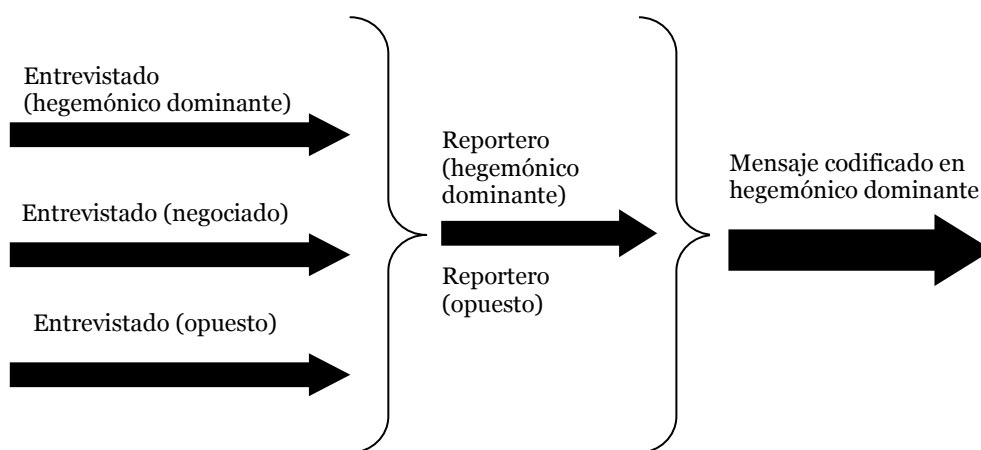 Entrevistado
(hegemónico dominante)
Entrevistado (negociado)
Entrevistado (opuesto)
Reportero
(hegemónico
dominante)
Reportero
(opuesto)
Mensaje codificado en
hegemónico dominante